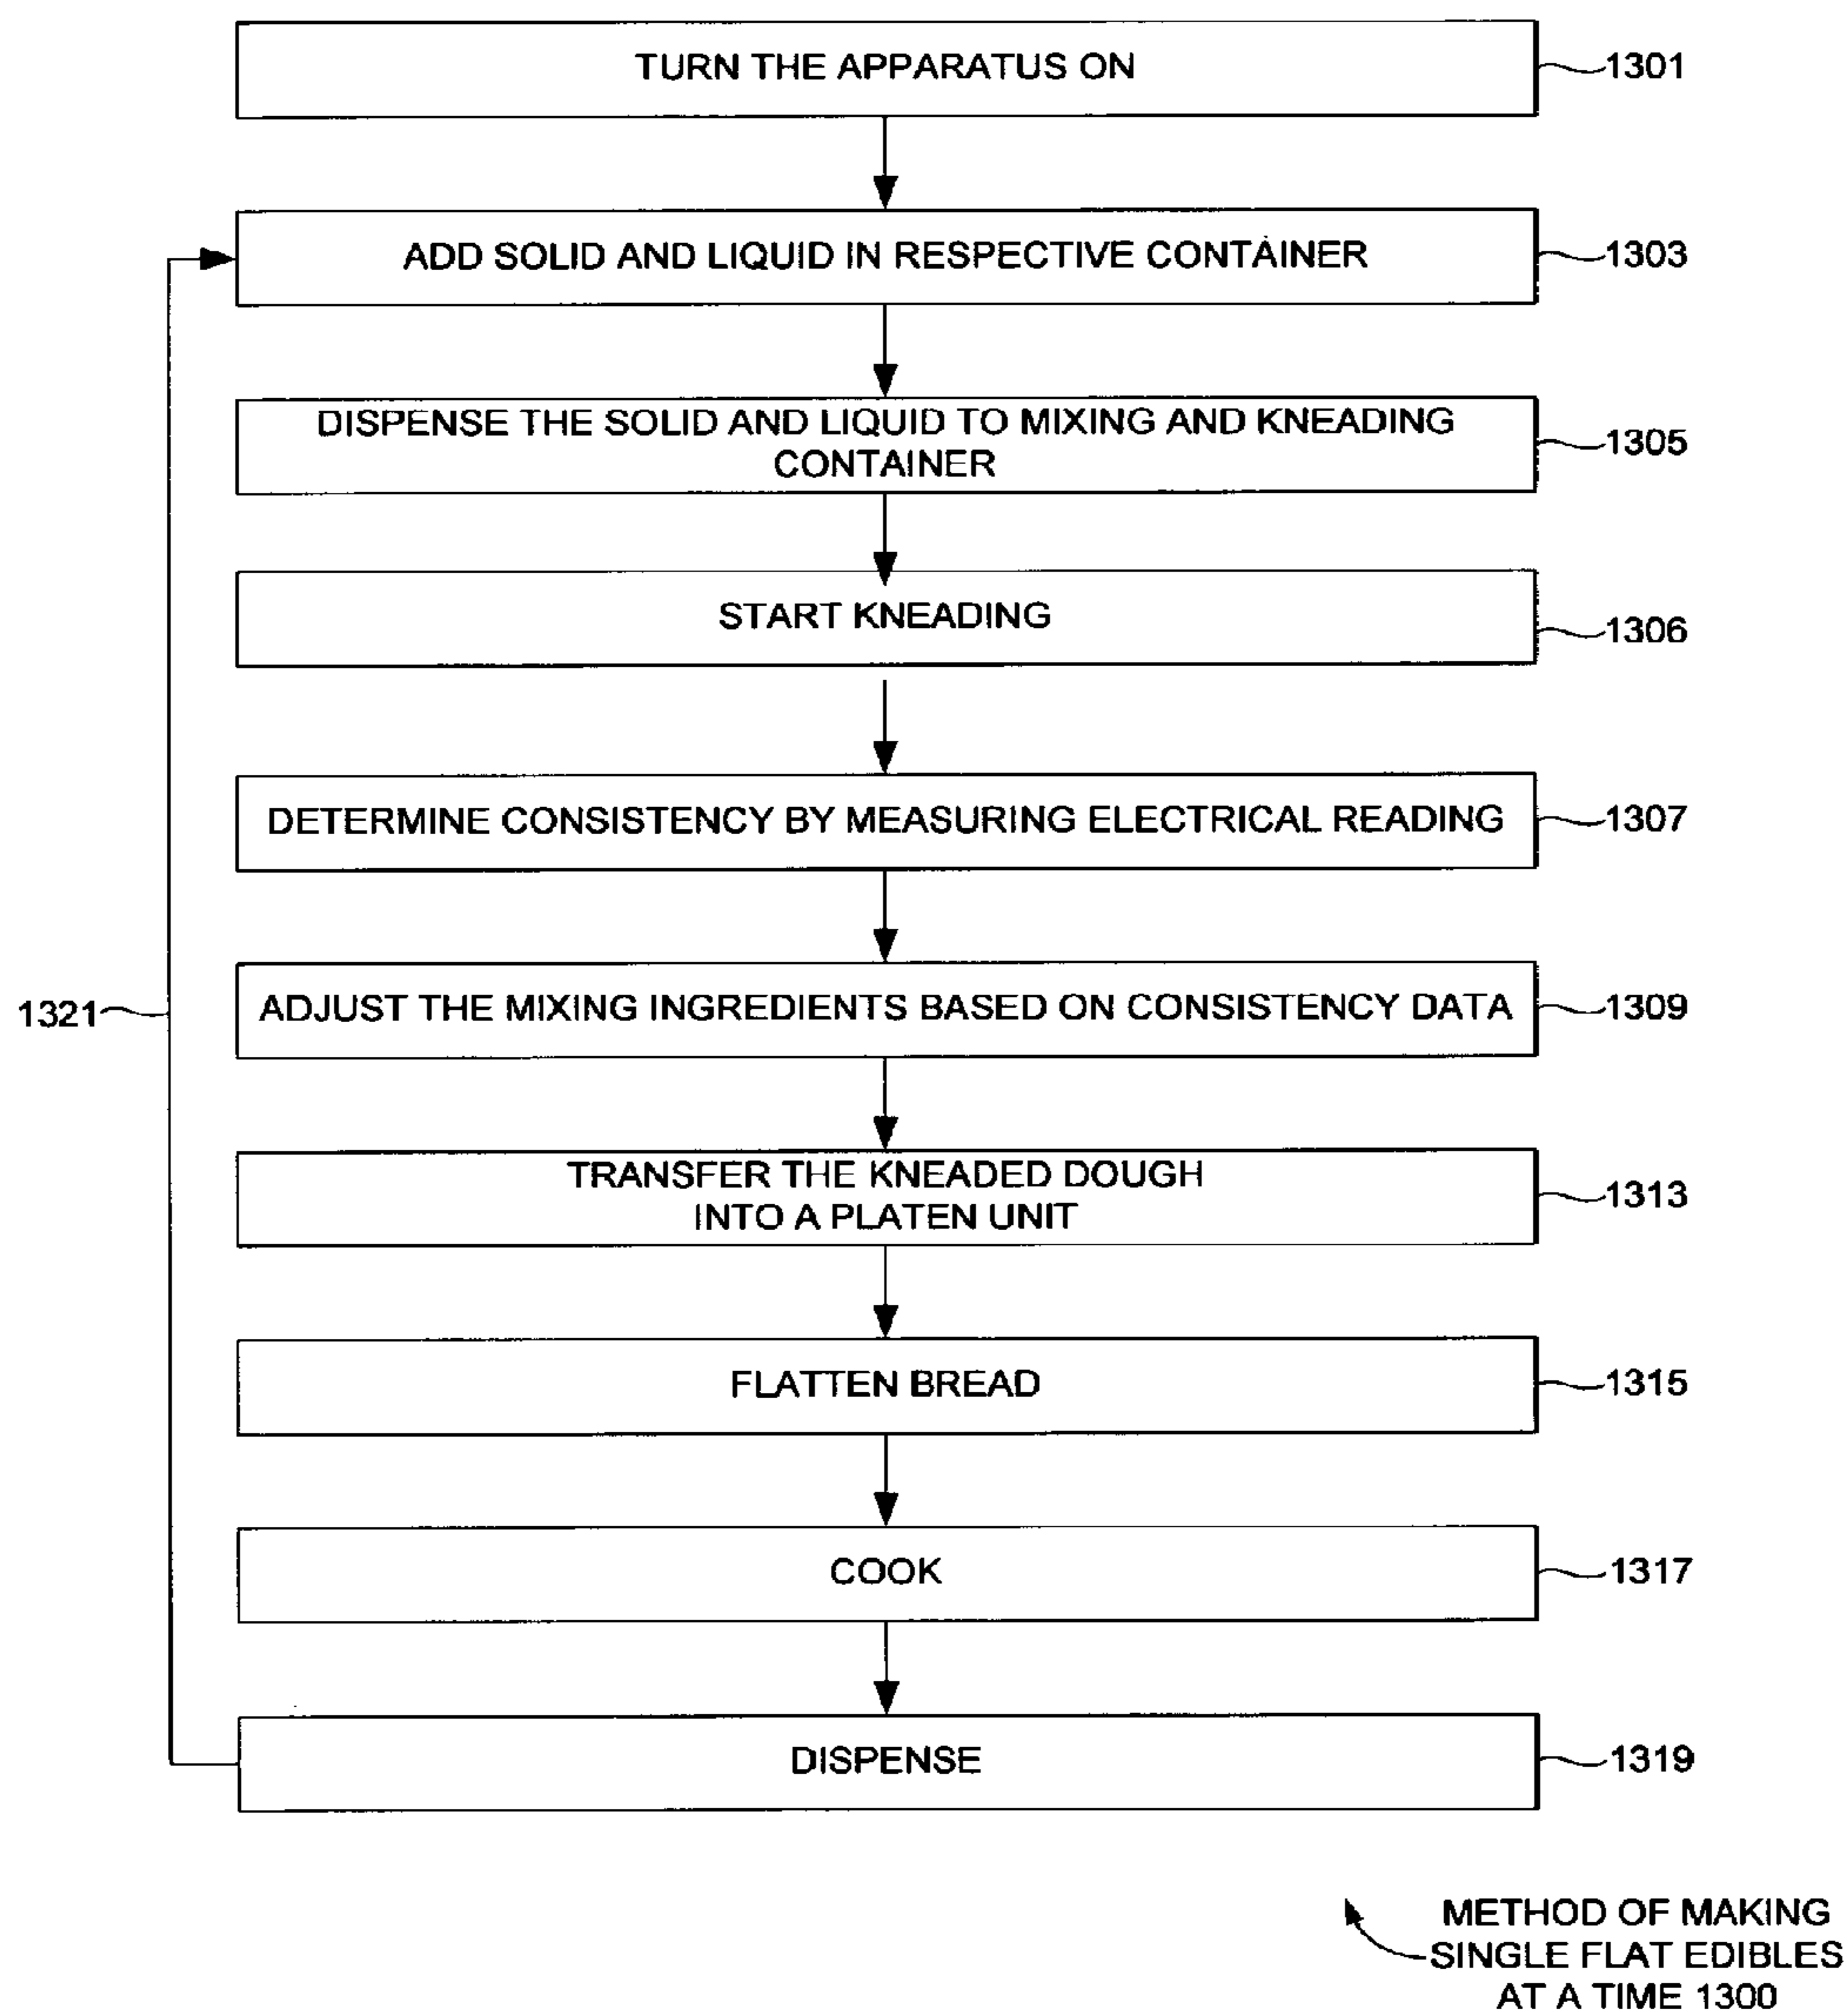 TURN THE APPARATUS ON
1301
ADD SOLID AND LIQUID IN RESPECTIVE CONTAINER
1303
DISPENSE THE SOLID AND LIQUID TO MIXING AND KNEADING
CONTAINER
1305
START KNEADING
1306
DETERMINE CONSISTENCY BY MEASURING ELECTRICAL READING
1307
1321
ADJUST THE MIXING INGREDIENTS BASED ON CONSISTENCY DATA
1309
TRANSFER THE KNEADED DOUGH
INTO A PLATEN UNIT
1313
FLATTEN BREAD
1315
COOK
1317
DISPENSE
1319
METHOD OF MAKING
SINGLE FLAT EDIBLES
AT A TIME 1300